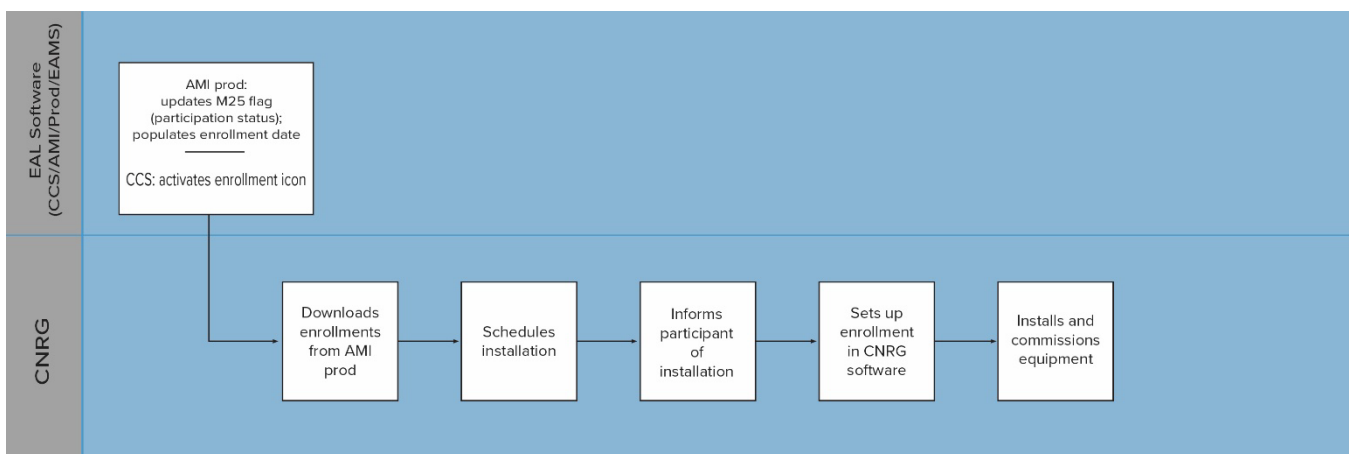 EAL Software
(CCS/AMI/Prod/EAMS)
AMI prod:
updates M25 flag
(participation status);
populates enrollment date
CCS: activates enrollment icon
CNRG
Downloads
enrollments
from AMI
prod
Schedules
installation
Informs
participant
of
installation
Sets up
enrollment
in CNRG
software
Installs and
commissions
equipment